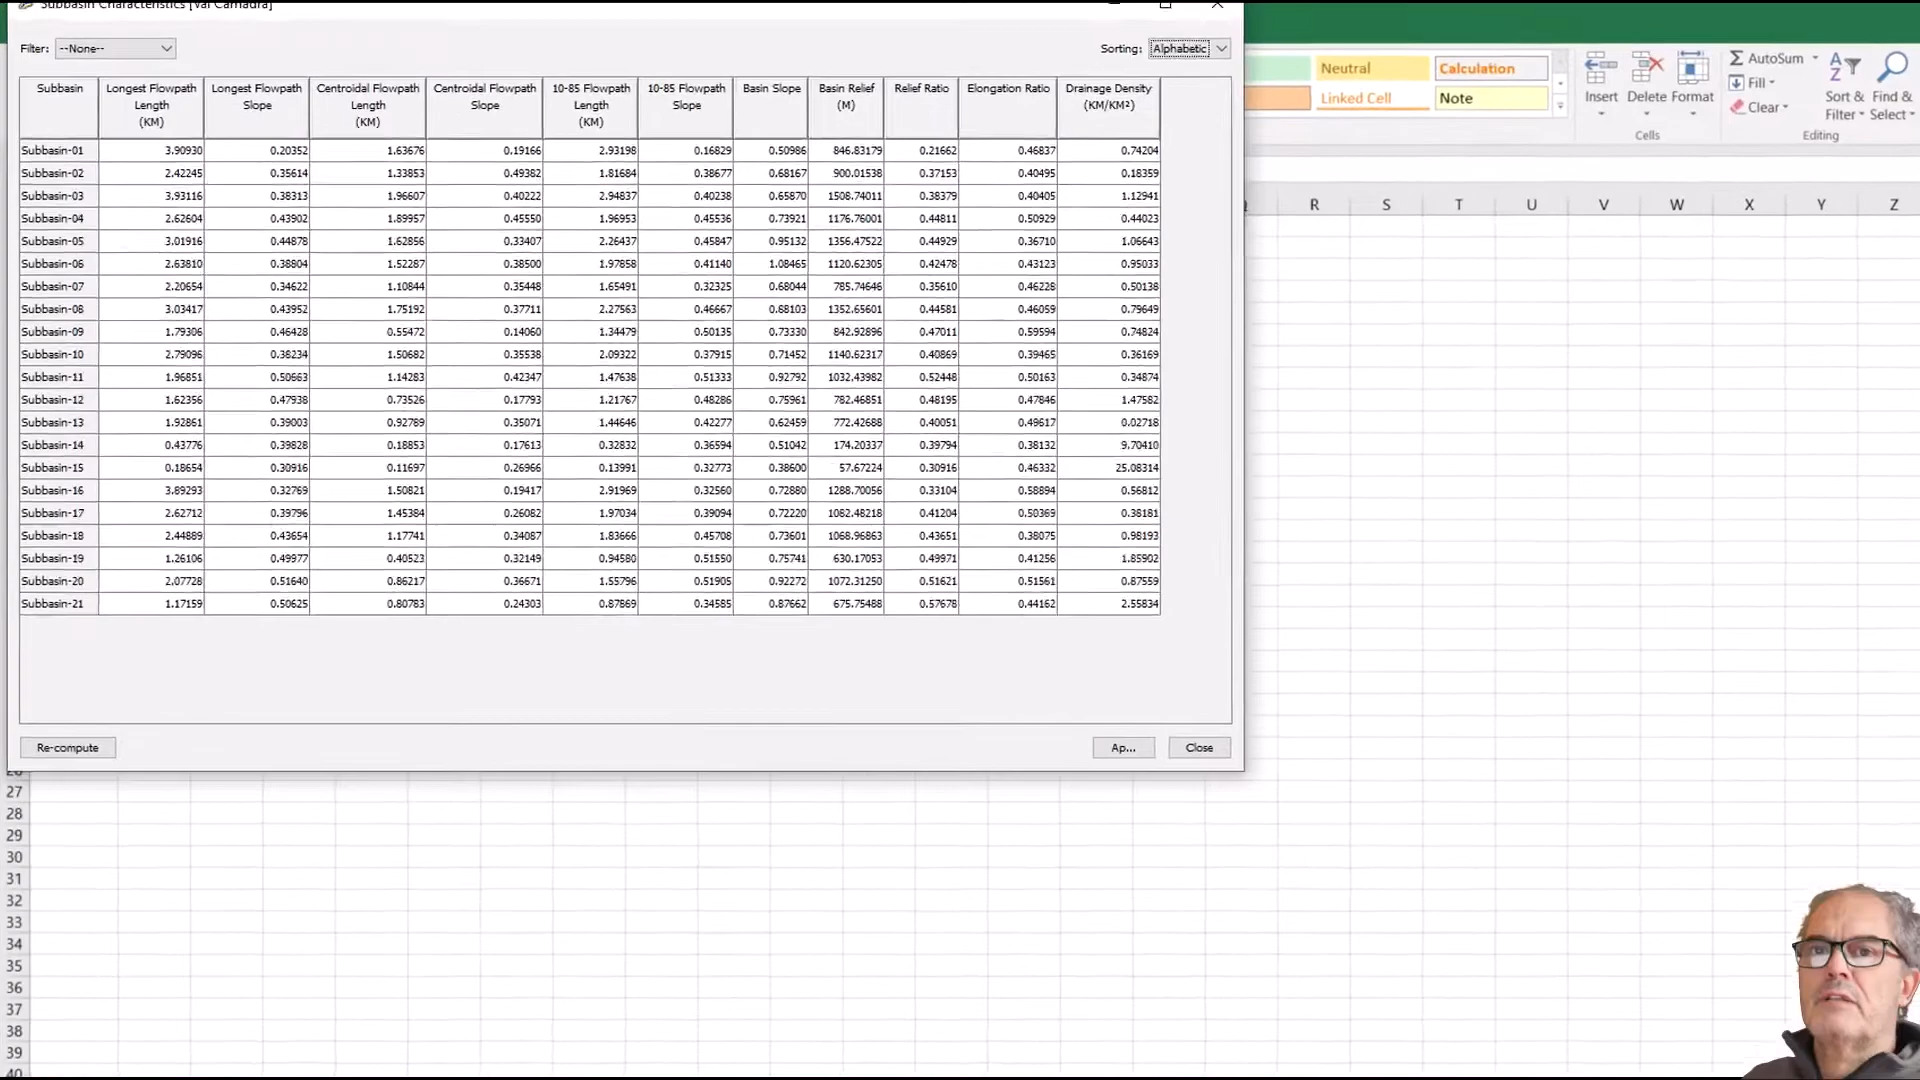 Subbasin Characteristics [Val Camadra]
Filter: --None-- Sorting: Alphabetic
Subbasin Longest Flowpath Length (KM) Longest Flowpath Slope Centroidal Flowpath Length (KM) Centroidal Flowpath Slope 10-85 Flowpath Length (KM) 10-85 Flowpath Slope Basin Slope Basin Relief (M) Relief Ratio Elongation Ratio Drainage Density (KM/KM²)
Subbasin-01 3.90930 0.20352 1.63676 0.19166 2.93198 0.16829 0.50986 846.83179 0.21662 0.46837 0.74204
Subbasin-02 2.42245 0.35614 1.33853 0.49382 1.81684 0.38677 0.68167 900.01538 0.37153 0.40495 0.18359
Subbasin-03 3.93116 0.38313 1.96607 0.40222 2.94837 0.40238 0.65870 1508.74011 0.38379 0.40405 1.12941
Subbasin-04 2.62604 0.43902 1.89957 0.45550 1.96953 0.45536 0.73921 1176.76001 0.44811 0.50929 0.44023
Subbasin-05 3.01916 0.44878 1.62856 0.33407 2.26437 0.45847 0.95132 1356.47522 0.44929 0.36710 1.06643
Subbasin-06 2.63810 0.38804 1.52287 0.38500 1.97858 0.41140 1.08465 1120.62305 0.42478 0.43123 0.95033
Subbasin-07 2.20654 0.34622 1.10844 0.35448 1.65491 0.32325 0.68044 785.74646 0.35610 0.46228 0.50138
Subbasin-08 3.03417 0.43952 1.75192 0.37711 2.27563 0.46667 0.68103 1352.65601 0.44581 0.46059 0.79649
Subbasin-09 1.79306 0.46428 0.55472 0.14060 1.34479 0.50135 0.73330 842.92896 0.47011 0.59594 0.74824
Subbasin-10 2.79096 0.38234 1.50682 0.35538 2.09322 0.37915 0.71452 1140.62317 0.40869 0.39465 0.36169
Subbasin-11 1.96851 0.50663 1.14283 0.42347 1.47638 0.51333 0.92792 1032.43982 0.52448 0.50163 0.34874
Subbasin-12 1.62356 0.47938 0.73526 0.17793 1.21767 0.48286 0.75961 782.46851 0.48195 0.47846 1.47582
Subbasin-13 1.92861 0.39003 0.92789 0.35071 1.44646 0.42277 0.62459 772.42688 0.40051 0.49617 0.02718
Subbasin-14 0.43776 0.39828 0.18853 0.17613 0.32832 0.36594 0.51042 174.20337 0.39794 0.38132 9.70410
Subbasin-15 0.18654 0.30916 0.11697 0.26966 0.13991 0.32773 0.38600 57.67224 0.30916 0.46332 25.08314
Subbasin-16 3.89293 0.32769 1.50821 0.19417 2.91969 0.32560 0.72880 1288.70056 0.33104 0.58894 0.56812
Subbasin-17 2.62712 0.39796 1.45384 0.26082 1.97034 0.39094 0.72220 1082.48218 0.41204 0.50369 0.38181
Subbasin-18 2.44889 0.43654 1.17741 0.34087 1.83666 0.45708 0.73601 1068.96863 0.43651 0.38075 0.98193
Subbasin-19 1.26106 0.49977 0.40523 0.32149 0.94580 0.51550 0.75741 630.17053 0.49971 0.41256 1.85902
Subbasin-20 2.07728 0.51640 0.86217 0.36671 1.55796 0.51905 0.92272 1072.31250 0.51621 0.51561 0.87559
Subbasin-21 1.17159 0.50625 0.80783 0.24303 0.87869 0.34585 0.87662 675.75488 0.57678 0.44162 2.55834
Re-compute Ap... Close
Neutral Calculation
Linked Cell Note
Insert Delete Format
Cells
AutoSum
Fill
Clear
Sort & Filter
Find & Select
Editing
R S T U V W X Y Z
27
28
29
30
31
32
33
34
35
36
37
38
39
40